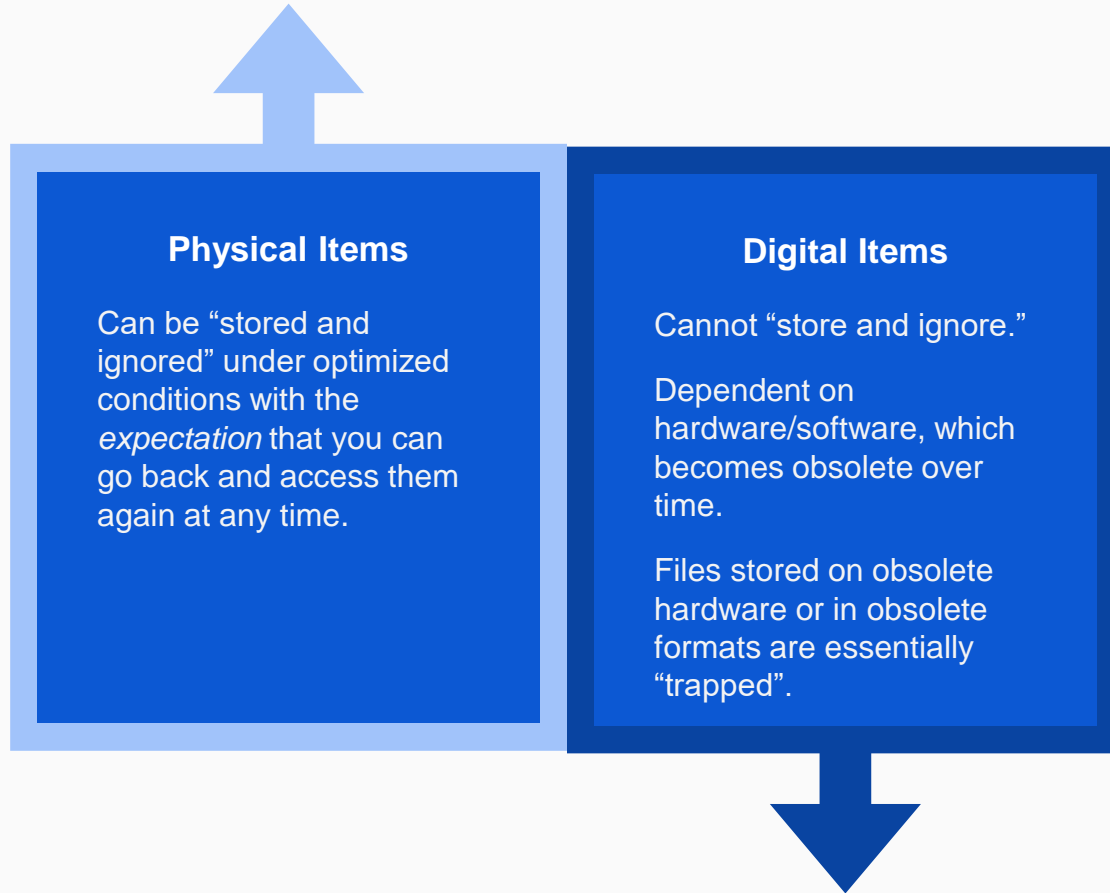 Physical Items
Can be “stored and
ignored” under optimized
conditions with the
expectation that you can
go back and access them
again at any time.
Digital Items
Cannot “store and ignore.”
Dependent on
hardware/software, which
becomes obsolete over
time.
Files stored on obsolete
hardware or in obsolete
formats are essentially
“trapped”.